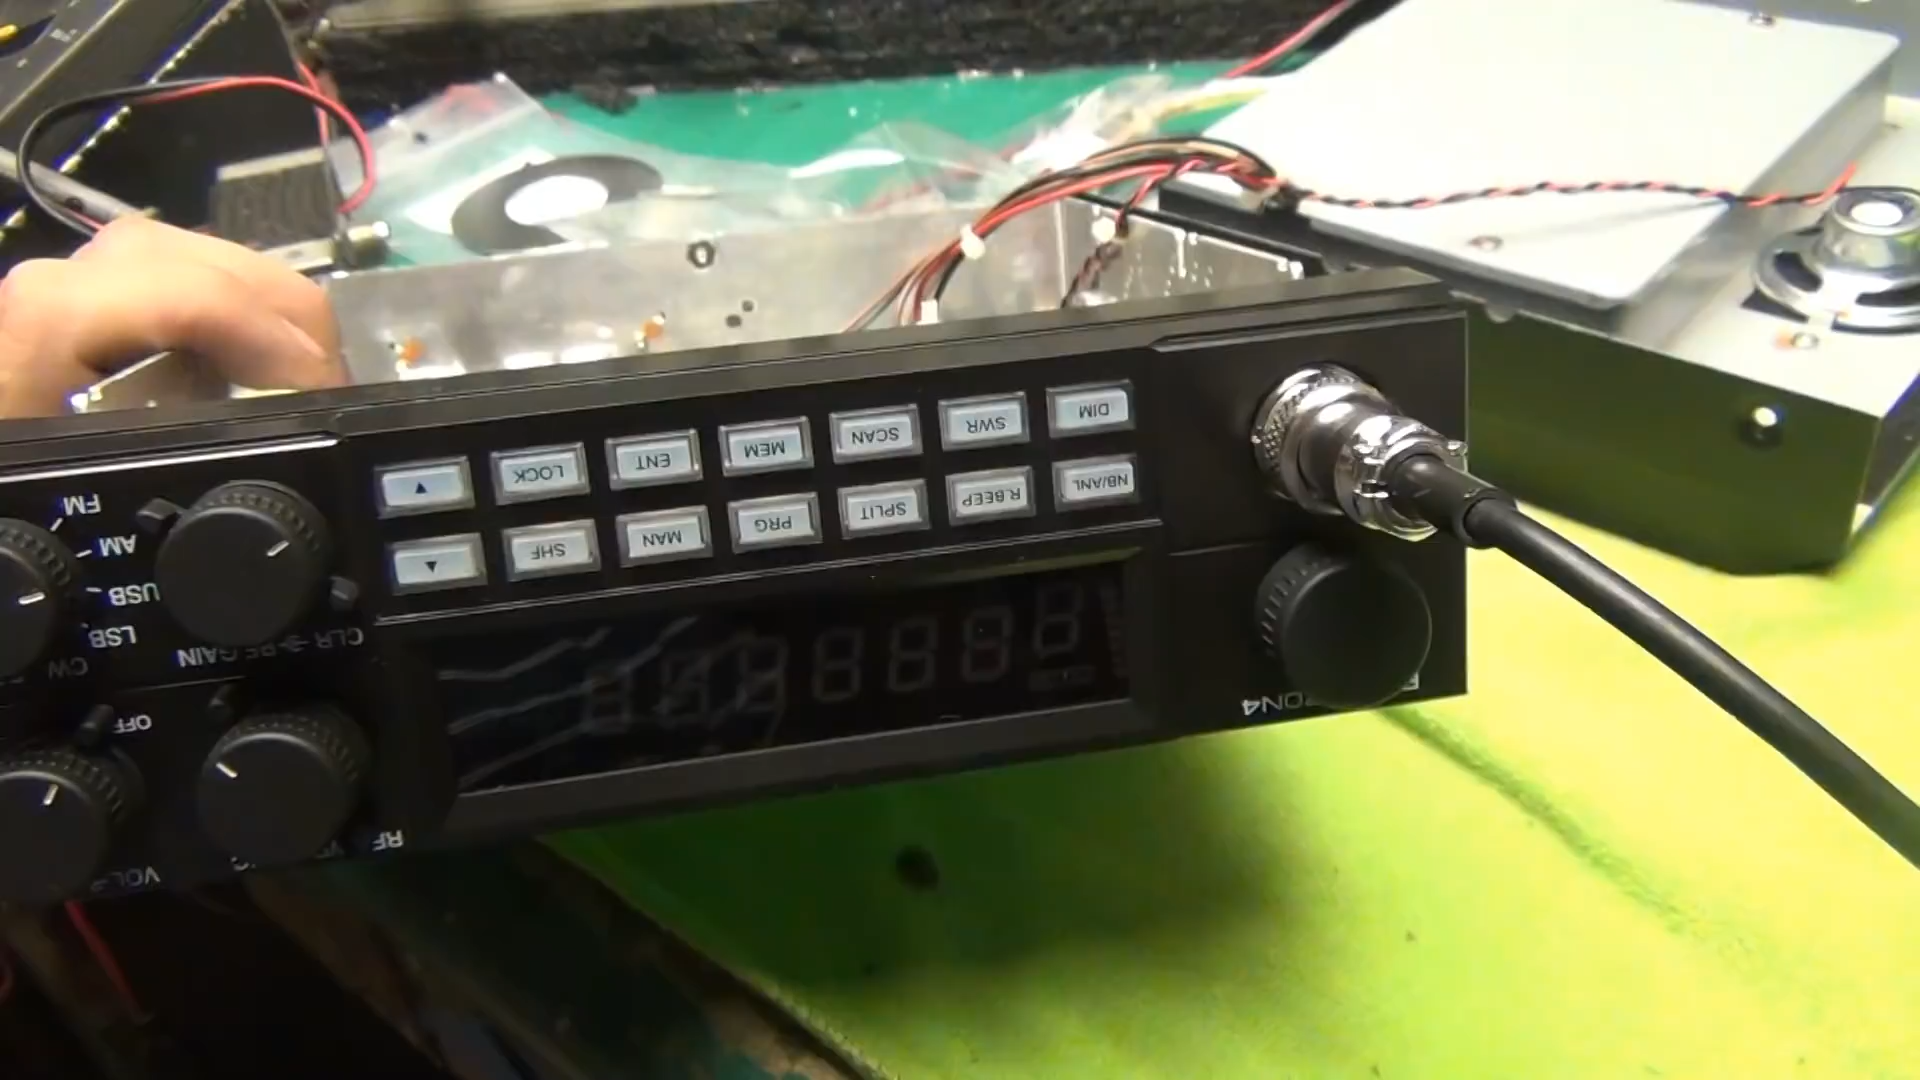 RF
VOL
OFF
NB/ANL R.BEEP SPLIT PRG MAN SHF
DIM SWR SCAN MEM ENT LOCK
CLR RF GAIN
CW
LSB
USB
AM
FM